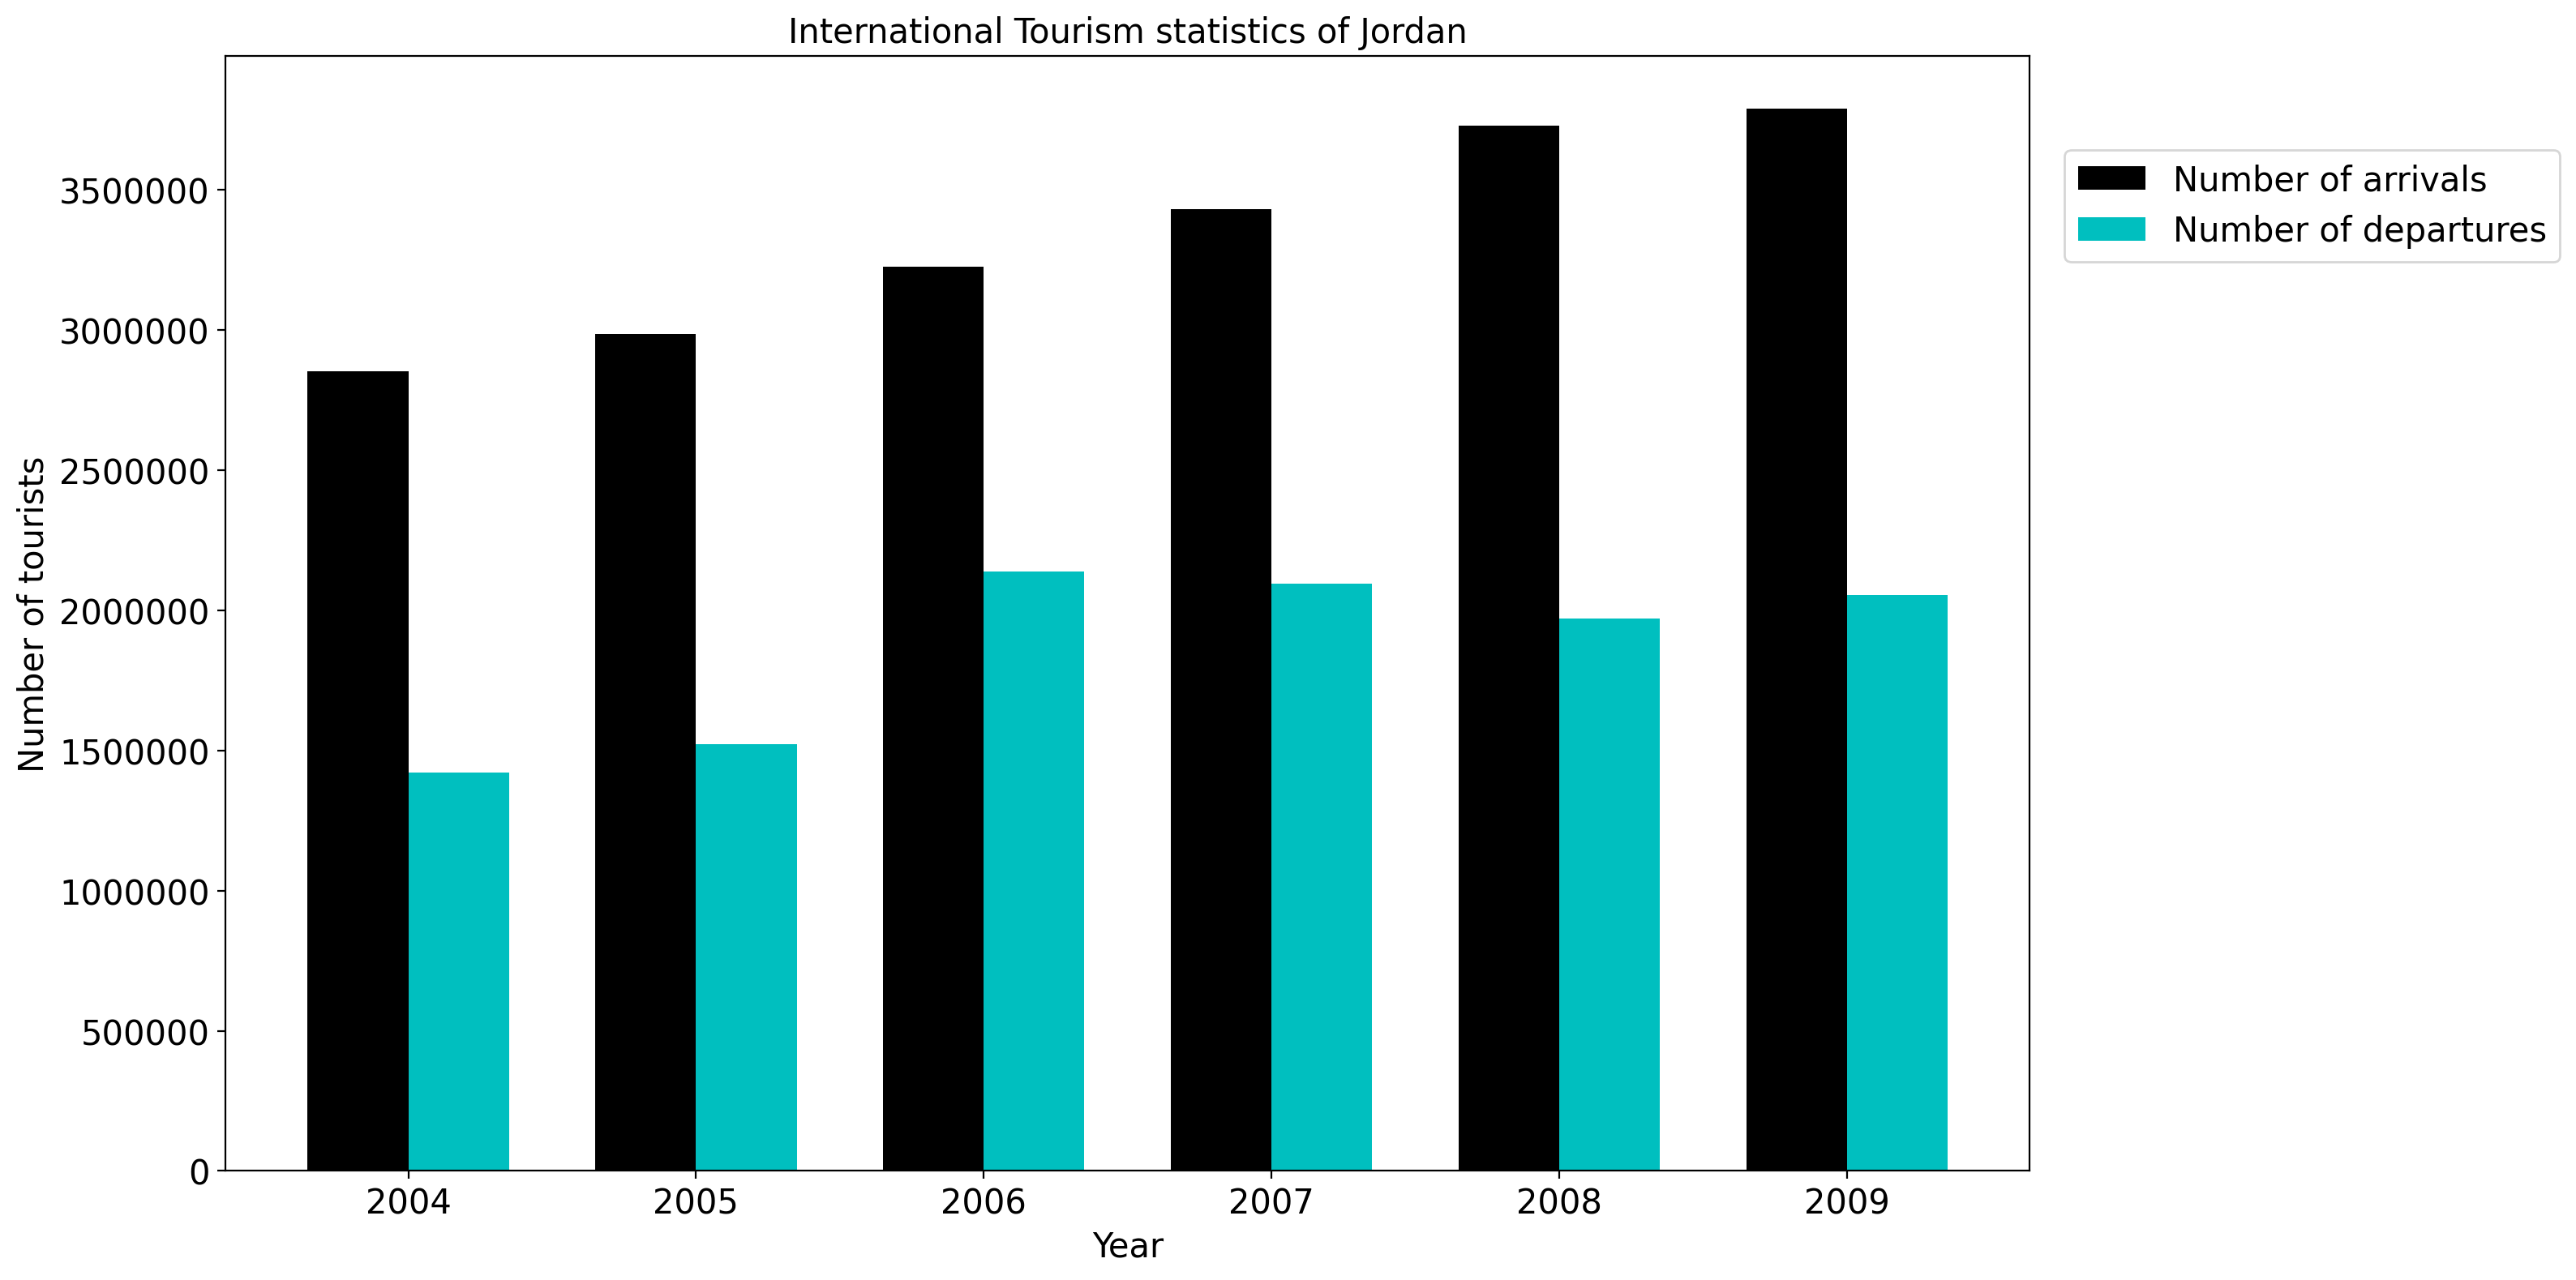 International Tourism statistics of Jordan
Number of arrivals
Number of departures
Number of tourists
3500000
3000000
2500000
2000000
1500000
1000000
500000
0
2004 2005 2006 2007 2008 2009
Year